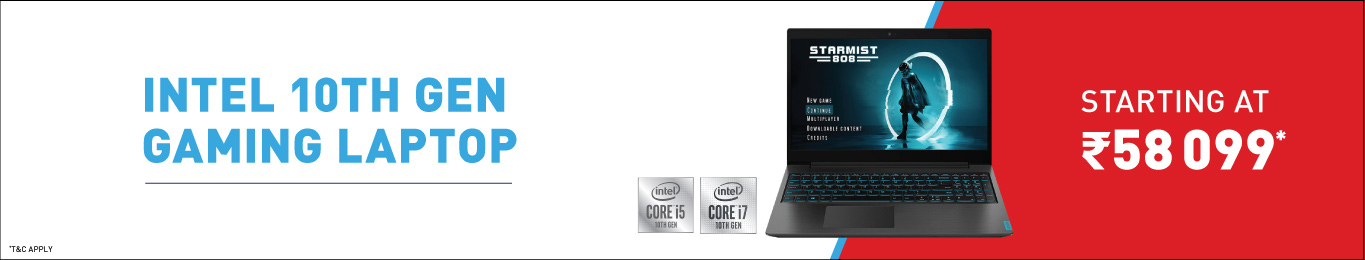 INTEL 10TH GEN
GAMING LAPTOP
*T&C APPLY
intel
CORE i5
10TH GEN
intel
CORE i7
10TH GEN
STARMIST
808
NEW GAME
CONTINUE
MULTIPLAYER
DOWNLOADABLE CONTENT
CREDITS
STARTING AT
₹58 099*